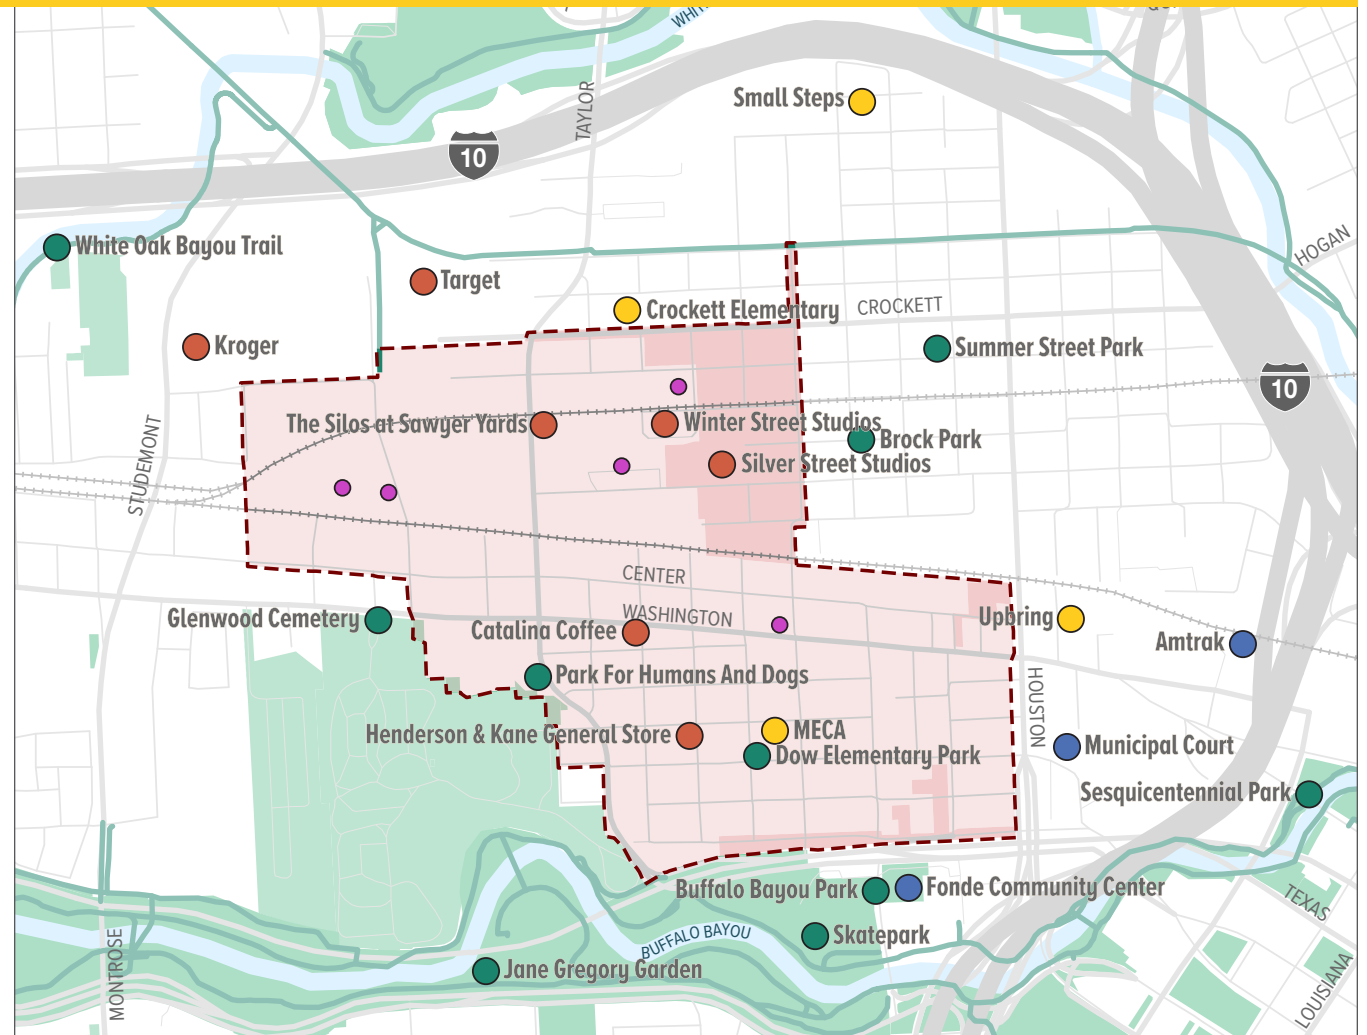 WHIT
TAYLOR
Small Steps
10
White Oak Bayou Trail
HOGAN
Target
Crockett Elementary
CROCKETT
Kroger
Summer Street Park
10
The Silos at Sawyer Yards
Winter Street Studios
Brock Park
Silver Street Studios
STUDEMONT
CENTER
WASHINGTON
Glenwood Cemetery
Catalina Coffee
Upbring
Amtrak
Park For Humans And Dogs
HOUSTON
Henderson & Kane General Store
MECA
Dow Elementary Park
Municipal Court
Sesquicentennial Park
Buffalo Bayou Park
Fonde Community Center
TEXAS
Skatepark
BUFFALO BAYOU
MONTROSE
Jane Gregory Garden
LOUISIANA